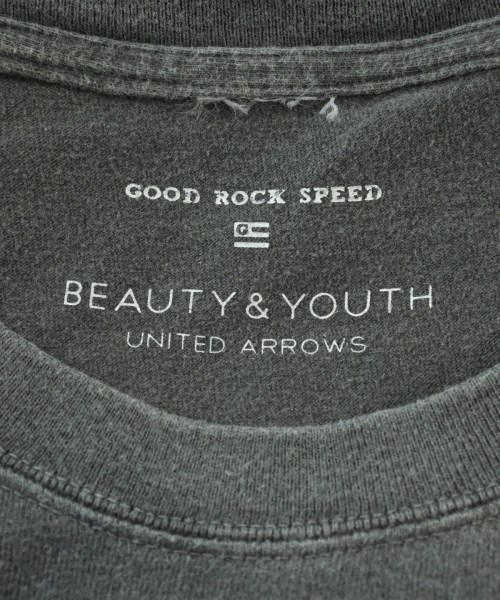 GOOD ROCK SPEED
G
BEAUTY & YOUTH
UNITED ARROWS